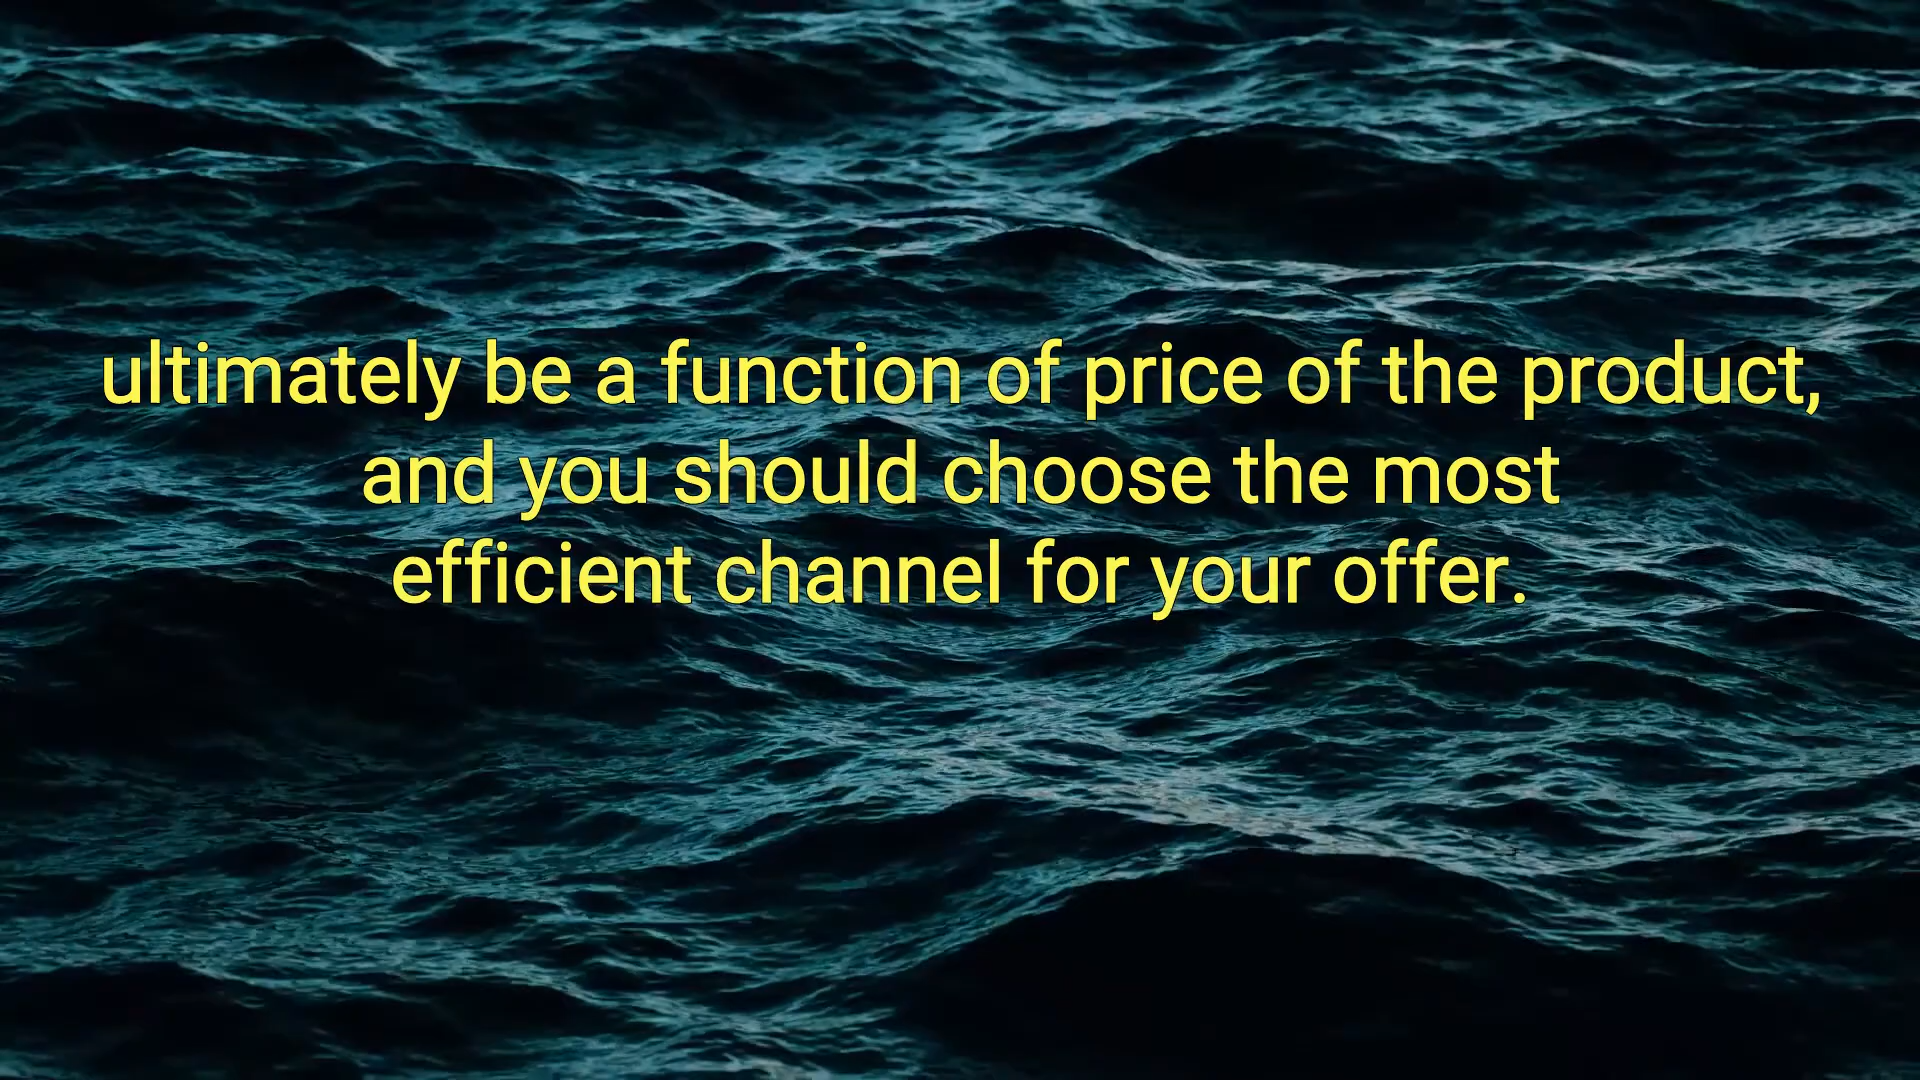 ultimately be a function of price of the product,
and you should choose the most
efficient channel for your offer.